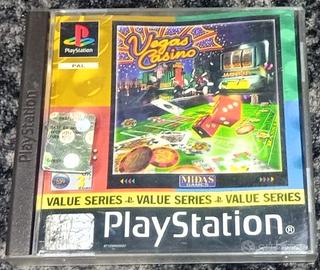 PlayStation
PAL
Vegas
Casino
PlayStation
MIDAS
GAMES
VALUE SERIES VALUE SERIES VALUE SERIES
PlayStation®